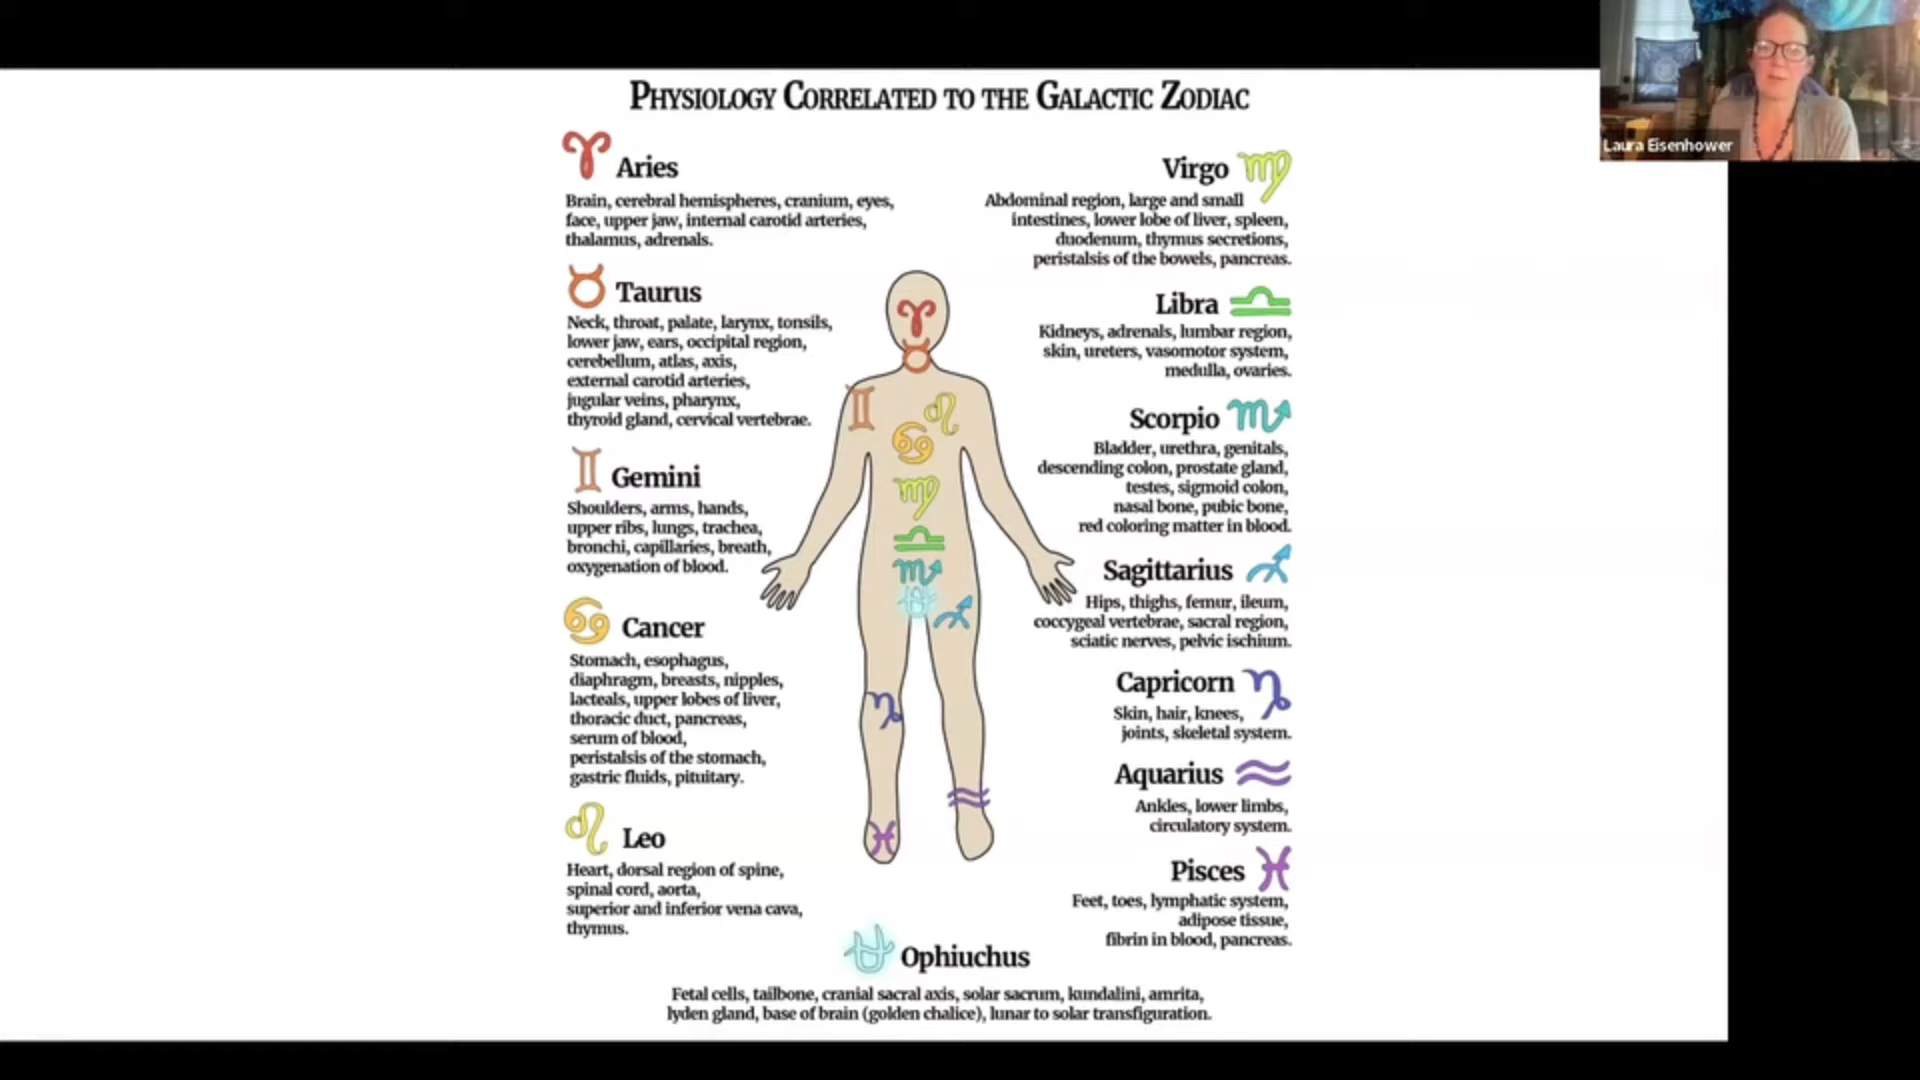 Laura Eisenhower
PHYSIOLOGY CORRELATED TO THE GALACTIC ZODIAC
Aries
Brain, cerebral hemispheres, cranium, eyes,
face, upper jaw, internal carotid arteries,
thalamus, adrenals.
Taurus
Neck, throat, palate, larynx, tonsils,
lower jaw, ears, occipital region,
cerebellum, atlas, axis,
external carotid arteries,
jugular veins, pharynx,
thyroid gland, cervical vertebrae.
Gemini
Shoulders, arms, hands,
upper ribs, lungs, trachea,
bronchi, capillaries, breath,
oxygenation of blood.
Cancer
Stomach, esophagus,
diaphragm, breasts, nipples,
lacteals, upper lobes of liver,
thoracic duct, pancreas,
serum of blood,
peristalsis of the stomach,
gastric fluids, pituitary.
Leo
Heart, dorsal region of spine,
spinal cord, aorta,
superior and inferior vena cava,
thymus.
Virgo
Abdominal region, large and small
intestines, lower lobe of liver, spleen,
duodenum, thymus secretions,
peristalsis of the bowels, pancreas.
Libra
Kidneys, adrenals, lumbar region,
skin, ureters, vasomotor system,
medulla, ovaries.
Scorpio
Bladder, urethra, genitals,
descending colon, prostate gland,
testes, sigmoid colon,
nasal bone, pubic bone,
red coloring matter in blood.
Sagittarius
Hips, thighs, femur, ileum,
coccygeal vertebrae, sacral region,
sciatic nerves, pelvic ischium.
Capricorn
Skin, hair, knees,
joints, skeletal system.
Aquarius
Ankles, lower limbs,
circulatory system.
Pisces
Feet, toes, lymphatic system,
adipose tissue,
fibrin in blood, pancreas.
Ophiuchus
Fetal cells, tailbone, cranial sacral axis, solar sacrum, kundalini, amrita,
lyden gland, base of brain (golden chalice), lunar to solar transfiguration.